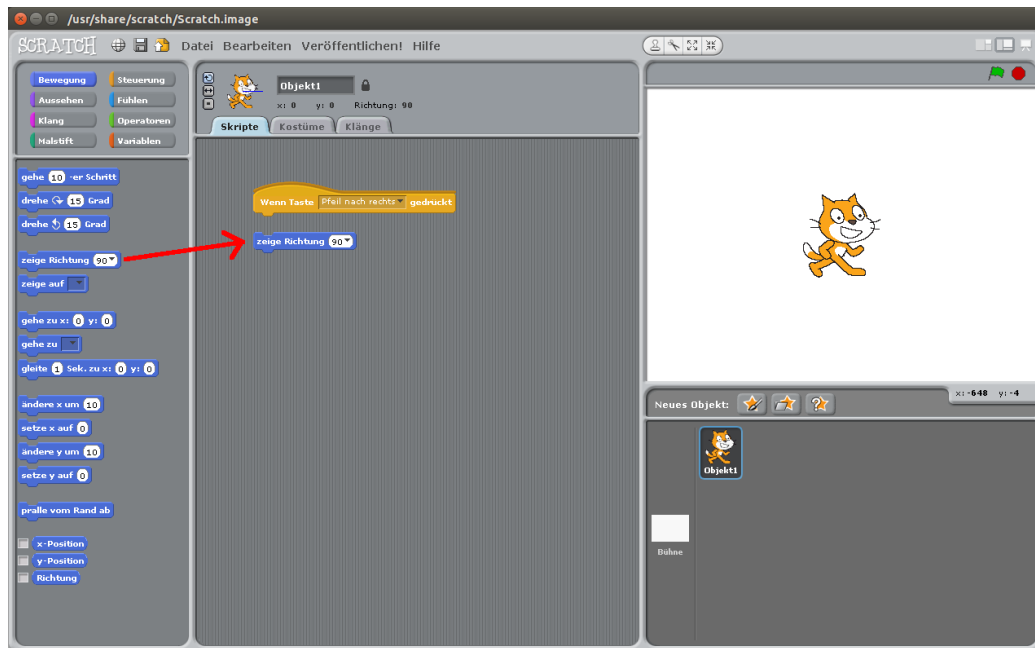 /usr/share/scratch/Scratch.image
SCRATCH Datei Bearbeiten Veröffentlichen! Hilfe
Bewegung Steuerung
Aussehen Fühlen
Klang Operatoren
Malstift Variablen
gehe 10 -er Schritt
drehe 15 Grad
drehe 15 Grad
zeige Richtung 90
zeige auf
gehe zu x: 0 y: 0
gehe zu
gleite 1 Sek. zu x: 0 y: 0
ändere x um 10
setze x auf 0
ändere y um 10
setze y auf 0
pralle vom Rand ab
x-Position
y-Position
Richtung
Objekt1
x: 0 y: 0 Richtung: 90
Skripte Kostüme Klänge
Wenn Taste Pfeil nach rechts gedrückt
zeige Richtung 90
x: -648 y: -4
Neues Objekt:
Objekt1
Bühne